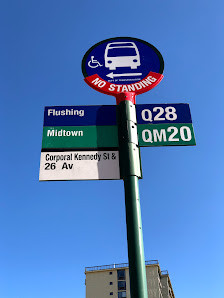 NO STANDING
Flushing Q28
Midtown QM20
Corporal Kennedy St &
26 Av